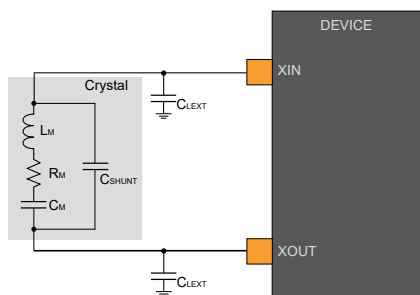 DEVICE
XIN
Crystal
CLEXT
LM
RM
CSHUNT
CM
XOUT
CLEXT